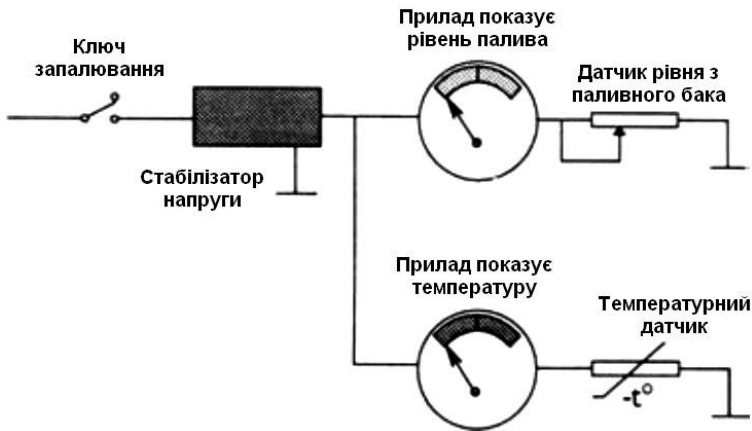 Ключ
запалювання
Стабілізатор
напруги
Прилад показує
рівень палива
Датчик рівня з
паливного бака
Прилад показує
температуру
Температурний
датчик
-t°